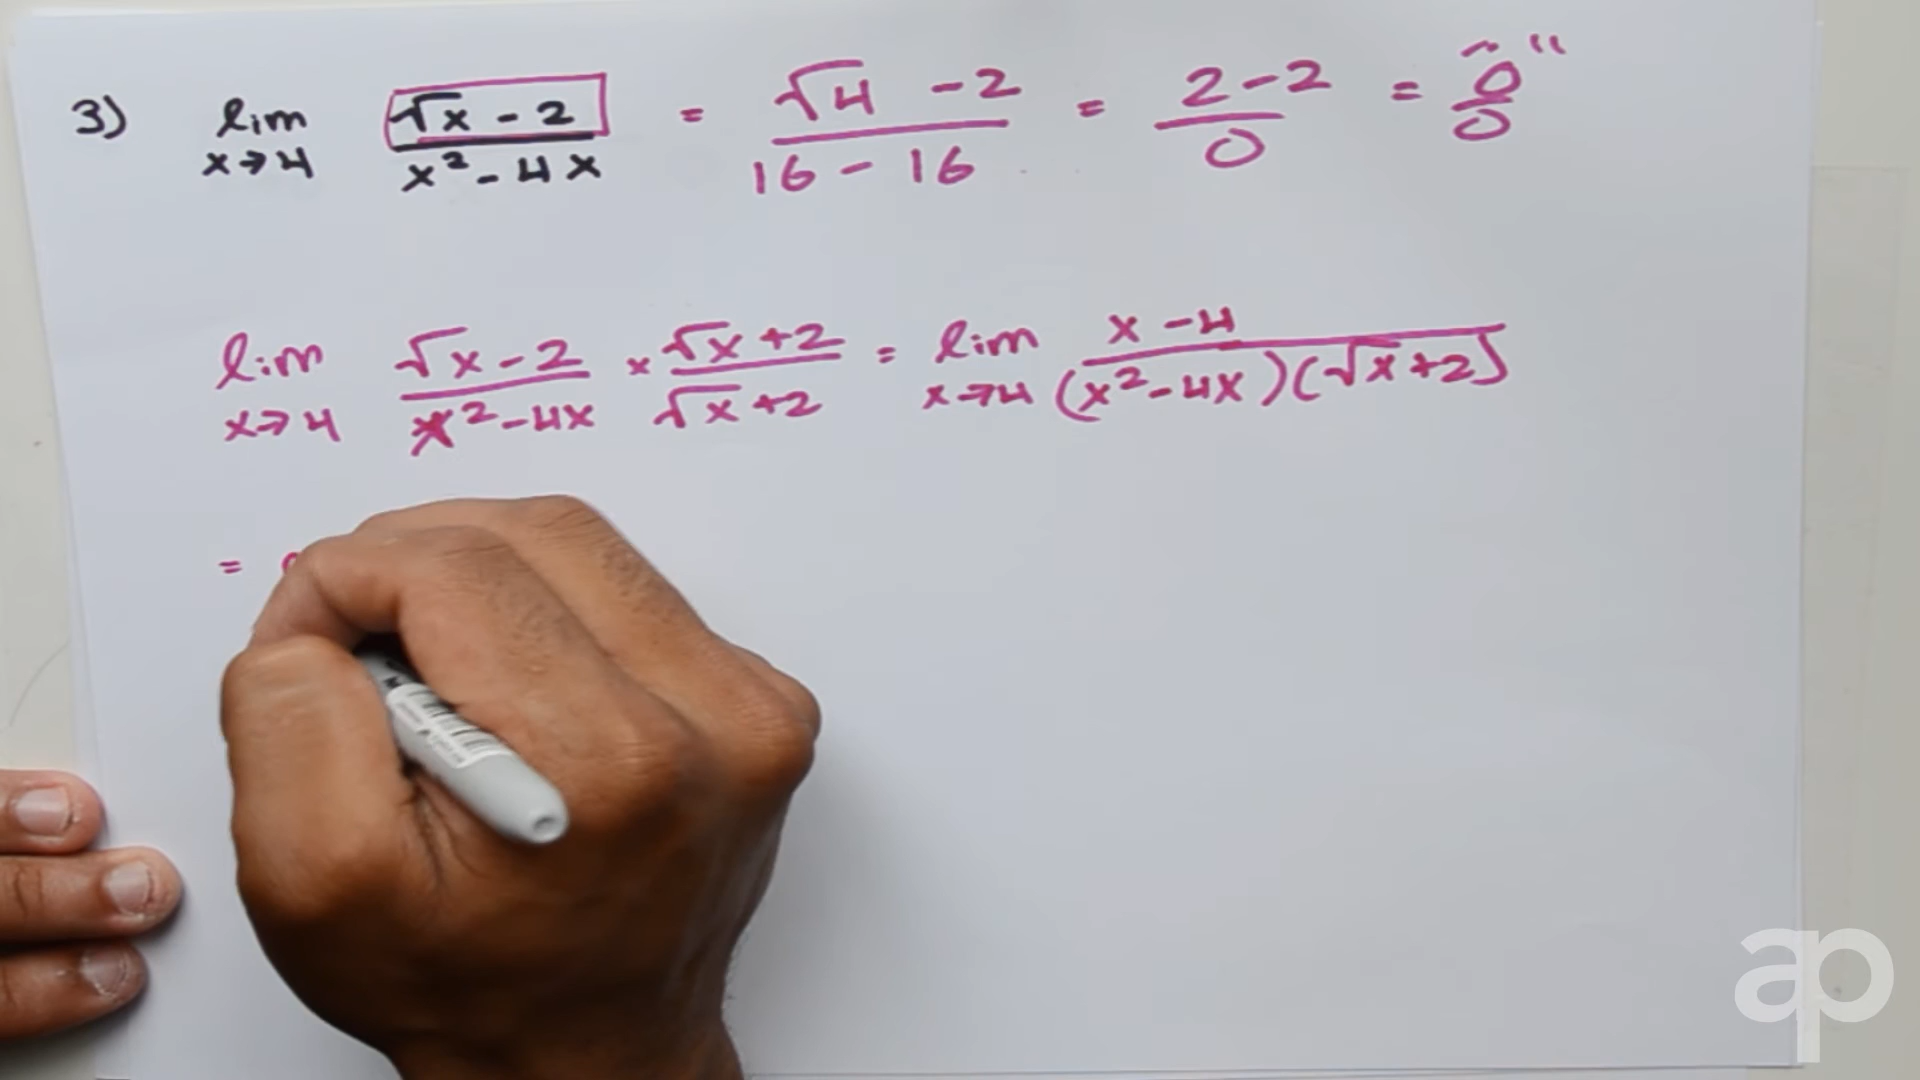 3) lim x→4 (√x - 2)/(x² - 4x) = (√4 - 2)/(16 - 16) = (2 - 2)/0 = "0/0"
lim x→4 (√x - 2)/(x² - 4x) × (√x + 2)/(√x + 2) = lim x→4 (x - 4)/((x² - 4x)(√x + 2))
=
ap